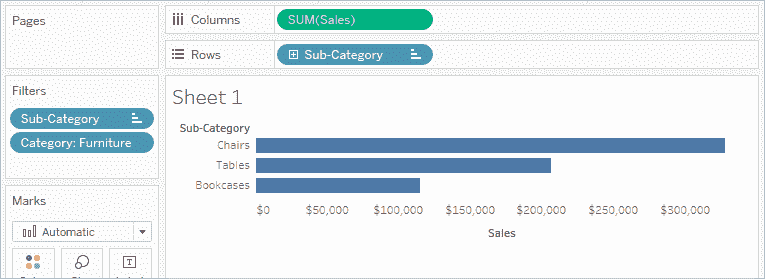 Pages
Columns
SUM(Sales)
Rows
Sub-Category
Filters
Sub-Category
Category: Furniture
Marks
Automatic
Sheet 1
Sub-Category
Chairs
Tables
Bookcases
$0 $50,000 $100,000 $150,000 $200,000 $250,000 $300,000
Sales